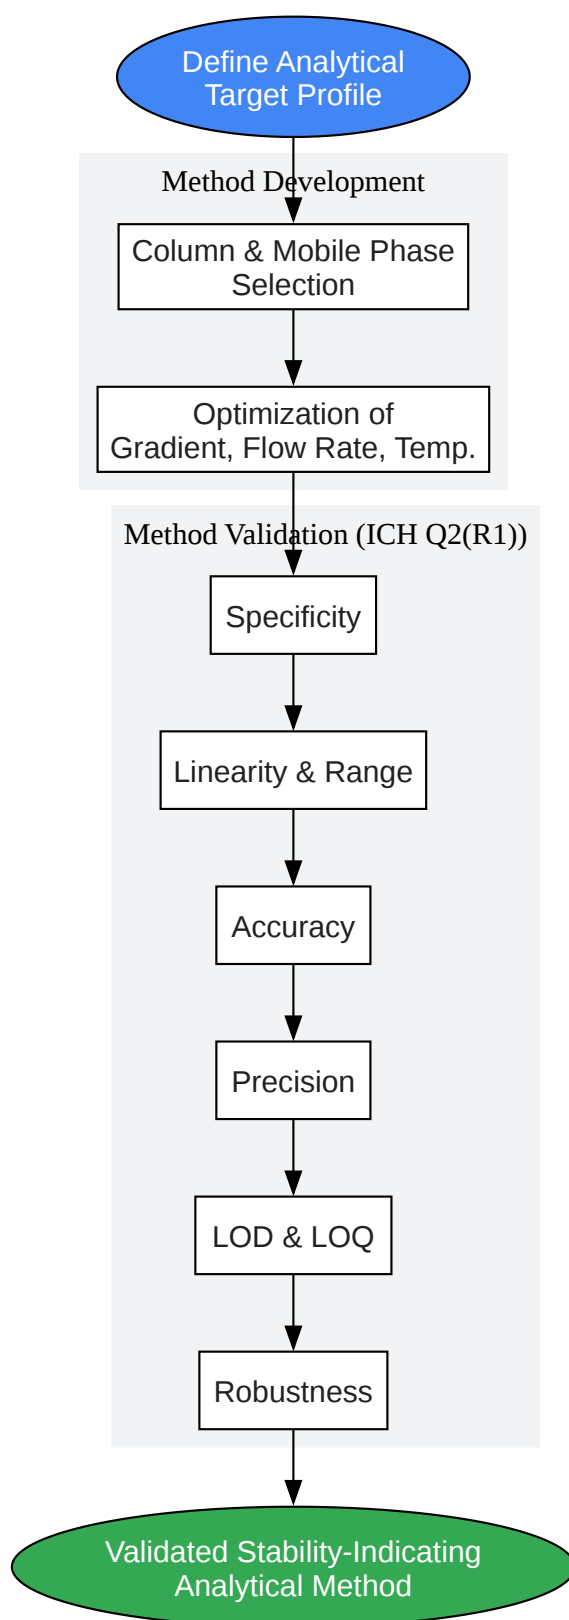 Define Analytical
Target Profile
Method Development
Column & Mobile Phase
Selection
Optimization of
Gradient, Flow Rate, Temp.
Method Validation (ICH Q2(R1))
Specificity
Linearity & Range
Accuracy
Precision
LOD & LOQ
Robustness
Validated Stability-Indicating
Analytical Method